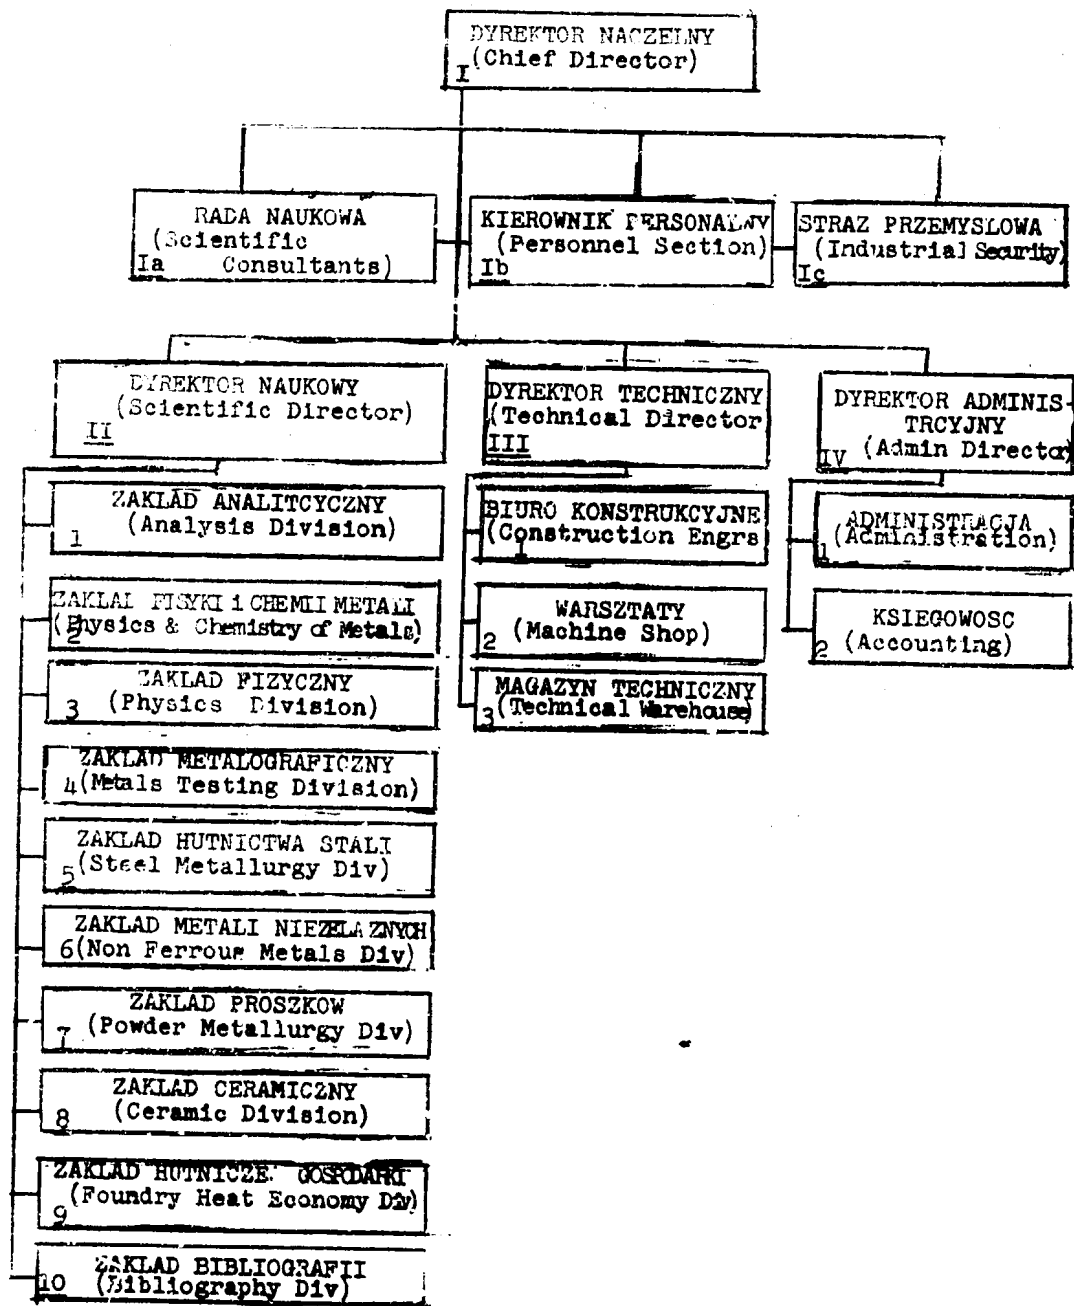 DYREKTOR NACZELNY
(Chief Director)
I
RADA NAUKOWA
(Scientific
Ia Consultants)
KIEROWNIK PERSONALNY
(Personnel Section)
Ib
STRAZ PRZEMYSLOWA
(Industrial Security)
Ic
DYREKTOR NAUKOWY
(Scientific Director)
II
DYREKTOR TECHNICZNY
(Technical Director
III
DYREKTOR ADMINIS-
TRCYJNY
IV (Admin Director)
ZAKLAD ANALITCYCZNY
(Analysis Division)
1
ZAKLAD FISYKI i CHEMII METALI
(Physics & Chemistry of Metals)
2
ZAKLAD FIZYCZNY
3 (Physics Division)
ZAKLAD METALOGRAFICZNY
4 (Metals Testing Division)
ZAKLAD HUTNICTWA STALI
5 (Steel Metallurgy Div)
ZAKLAD METALI NIEZELAZNYCH
6 (Non Ferrous Metals Div)
ZAKLAD PROSZKOW
7 (Powder Metallurgy Div)
ZAKLAD CERAMICZNY
(Ceramic Division)
8
ZAKLAD HUTNICZEJ GOSPODARKI
(Foundry Heat Economy Div)
9
ZAKLAD BIBLIOGRAFII
10 (Bibliography Div)
BIURO KONSTRUKCYJNE
(Construction Engrs
1
WARSZTATY
2 (Machine Shop)
MAGAZYN TECHNICZNY
3 (Technical Warehouse)
ADMINISTRACJA
1 (Administration)
KSIEGOWOSC
2 (Accounting)